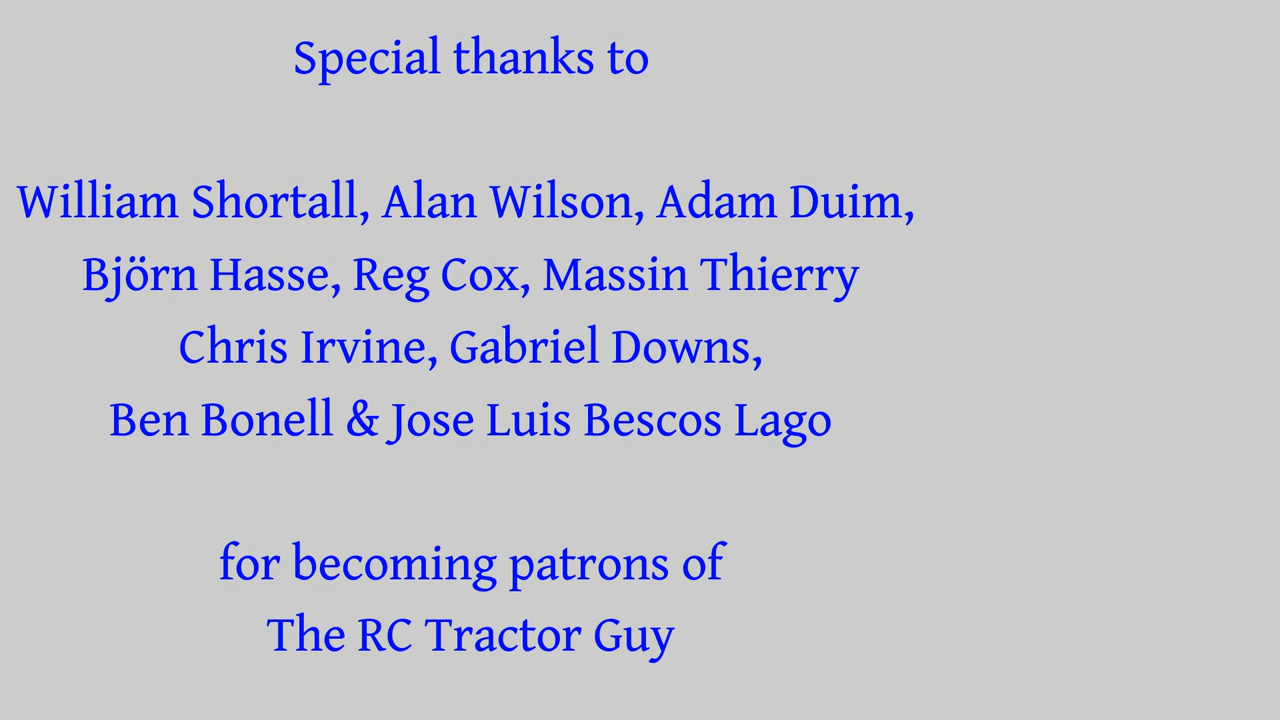 Special thanks to
William Shortall, Alan Wilson, Adam Duim,
Björn Hasse, Reg Cox, Massin Thierry
Chris Irvine, Gabriel Downs,
Ben Bonell & Jose Luis Bescos Lago
for becoming patrons of
The RC Tractor Guy